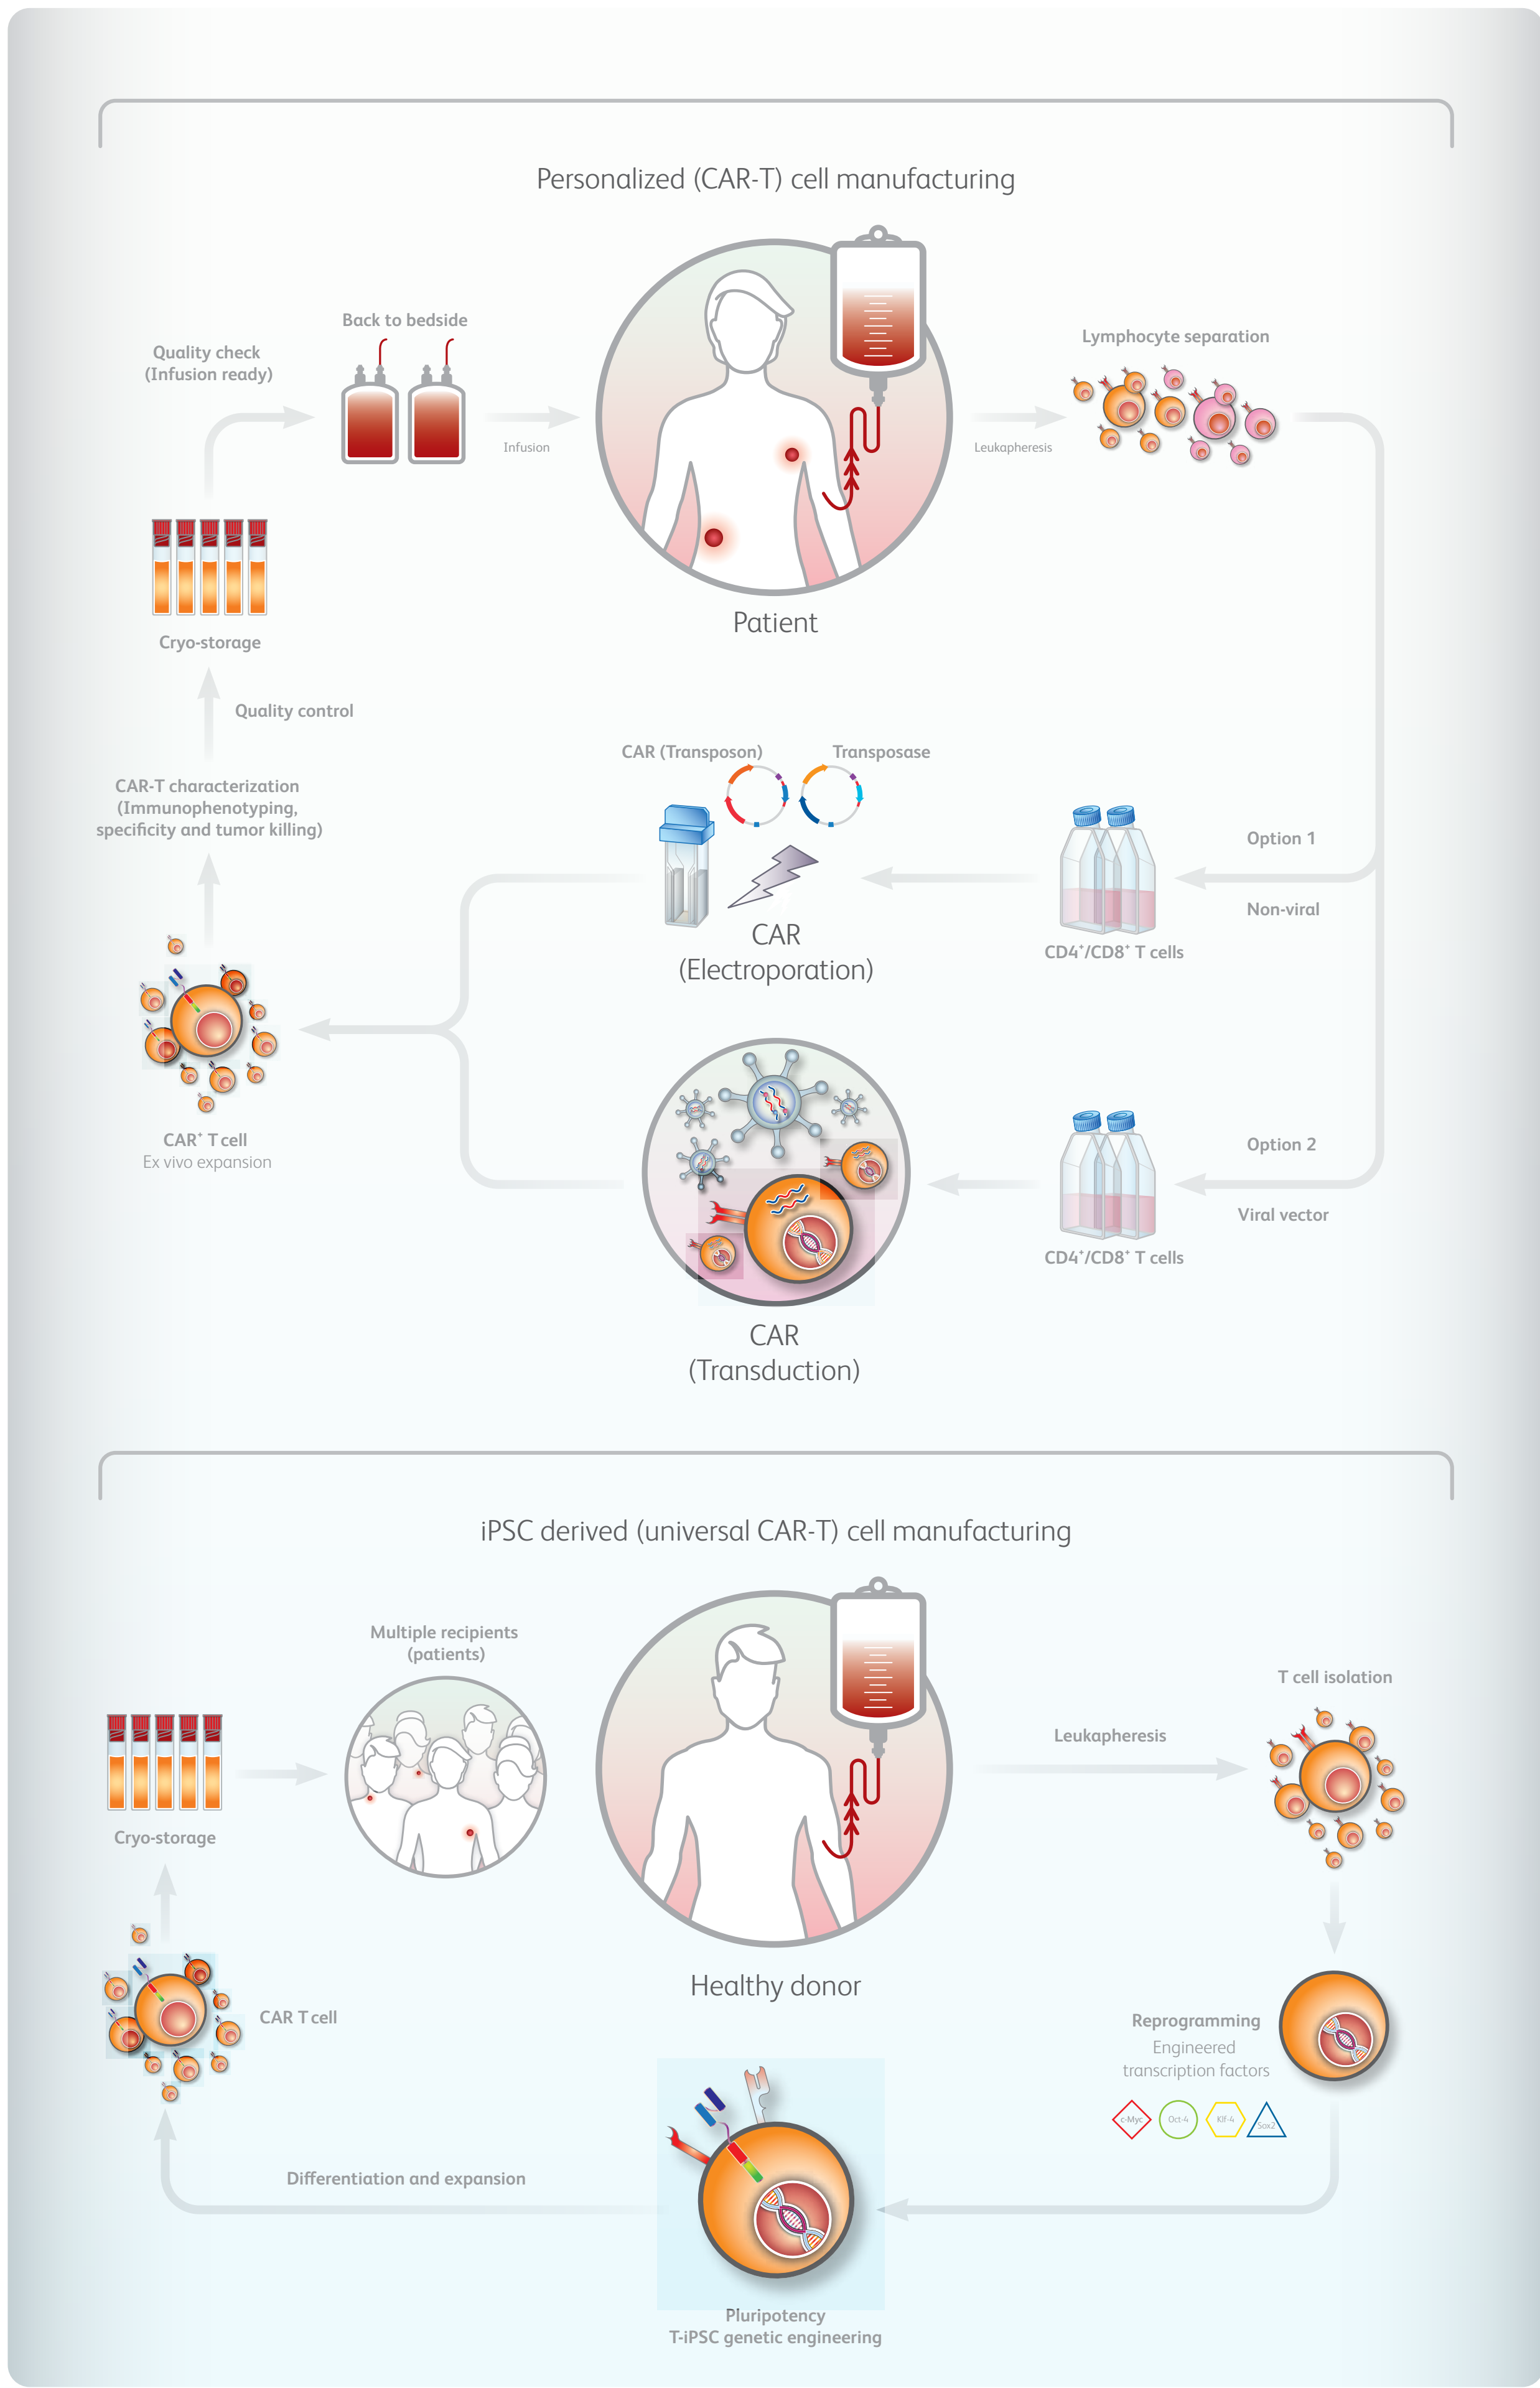 Personalized (CAR-T) cell manufacturing
Back to bedside
Quality check
(Infusion ready)
Lymphocyte separation
Infusion
Leukapheresis
Patient
Cryo-storage
Quality control
CAR (Transposon)
Transposase
CAR-T characterization
(Immunophenotyping,
specificity and tumor killing)
Option 1
Non-viral
CAR
(Electroporation)
CD4⁺/CD8⁺ T cells
CAR⁺ T cell
Ex vivo expansion
Option 2
Viral vector
CD4⁺/CD8⁺ T cells
CAR
(Transduction)
iPSC derived (universal CAR-T) cell manufacturing
Multiple recipients
(patients)
T cell isolation
Leukapheresis
Cryo-storage
Healthy donor
CAR T cell
Reprogramming
Engineered
transcription factors
c-Myc
Oct-4
Klf-4
Sox2
Differentiation and expansion
Pluripotency
T-iPSC genetic engineering